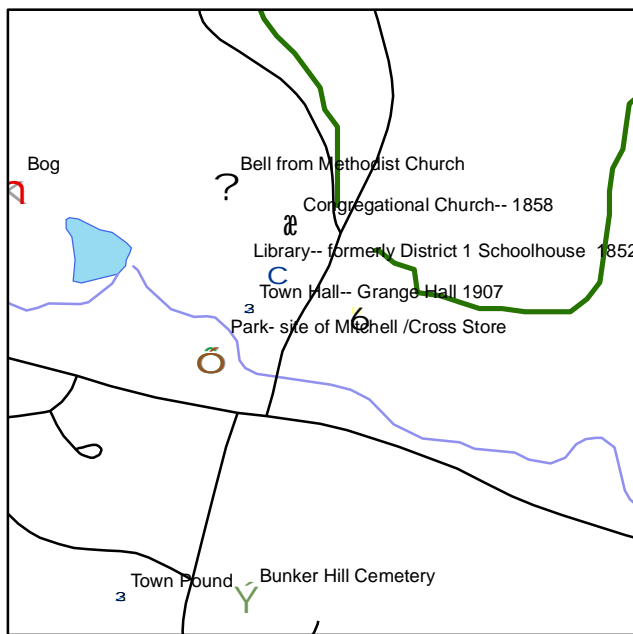 Bog
Bell from Methodist Church
?
Congregational Church-- 1858
æ
Library-- formerly District 1 Schoolhouse 1852
C
Town Hall-- Grange Hall 1907
з
6
Park- site of Mitchell /Cross Store
Ő
Town Pound
Bunker Hill Cemetery
з
Ý